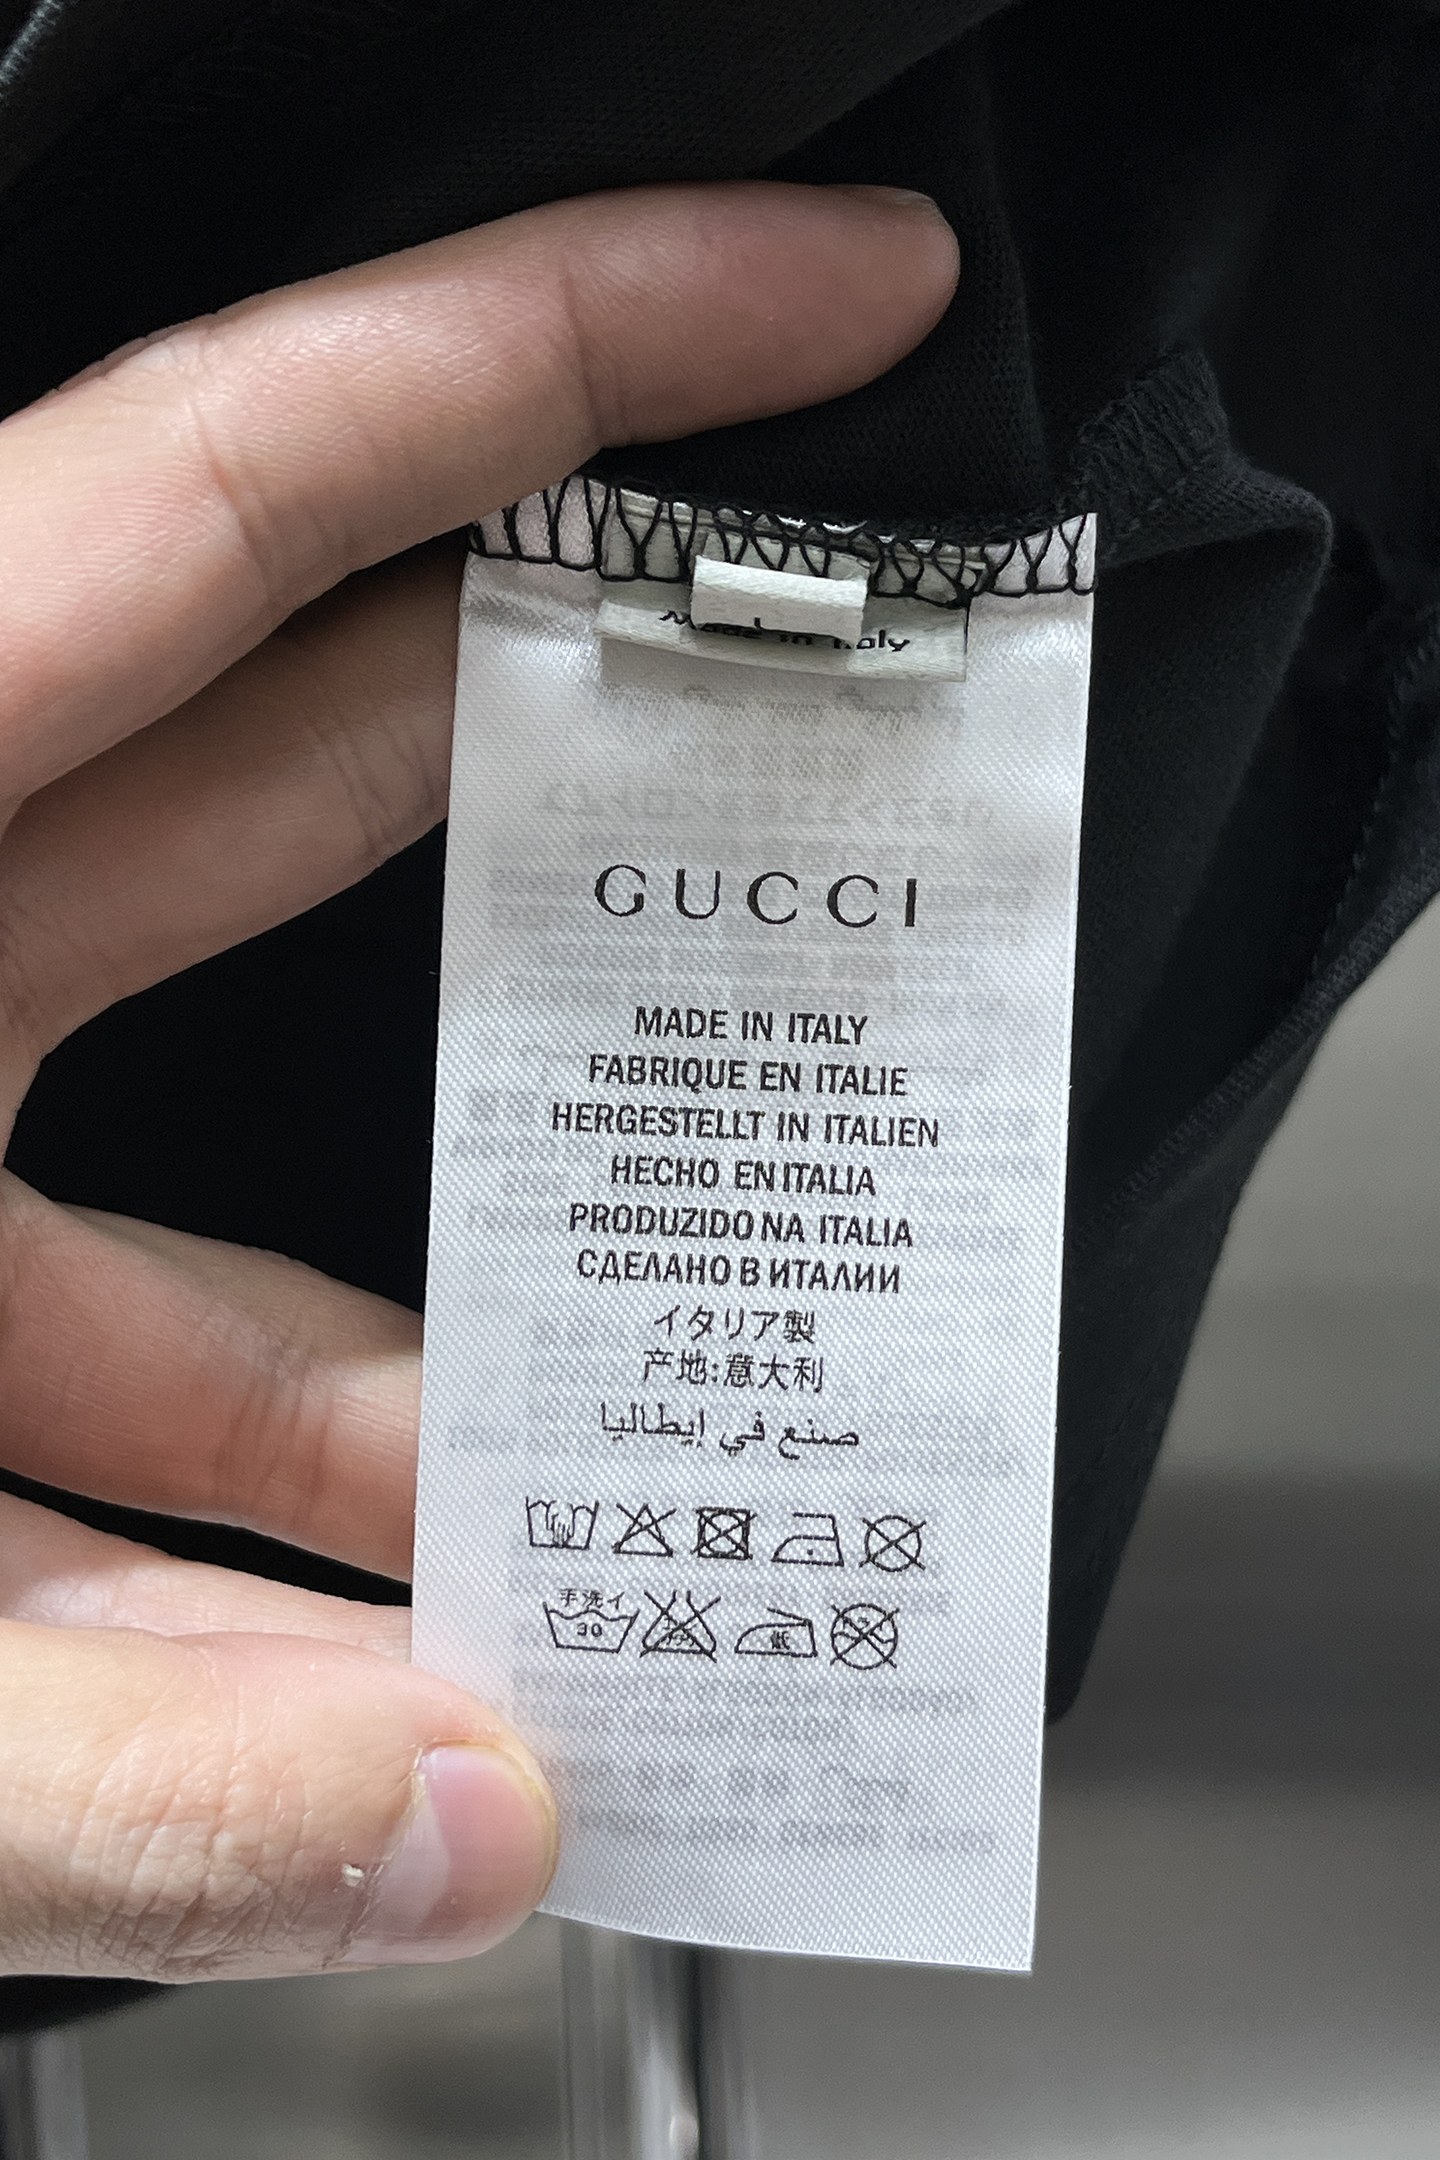 L
Made in Italy
GUCCI
MADE IN ITALY
FABRIQUE EN ITALIE
HERGESTELLT IN ITALIEN
HECHO EN ITALIA
PRODUZIDO NA ITALIA
СДЕЛАНО В ИТАЛИИ
イタリア製
产地:意大利
صنع في إيطاليا
手洗イ
30
低